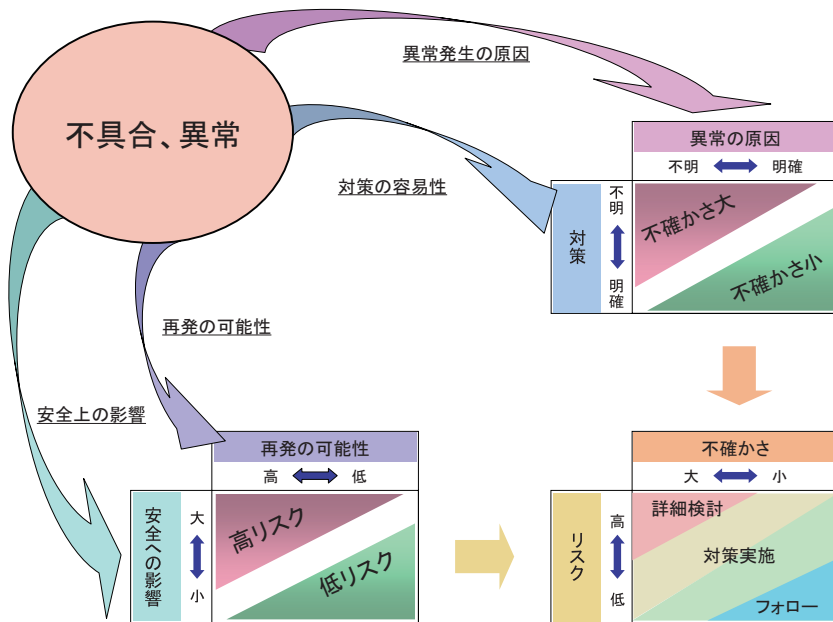 異常発生の原因
不具合、異常
対策の容易性
異常の原因
不明 明確
対策
不明
明確
不確かさ大
不確かさ小
再発の可能性
安全上の影響
再発の可能性
高 低
安全への影響
大
小
高リスク
低リスク
不確かさ
大 小
リスク
高
低
詳細検討
対策実施
フォロー